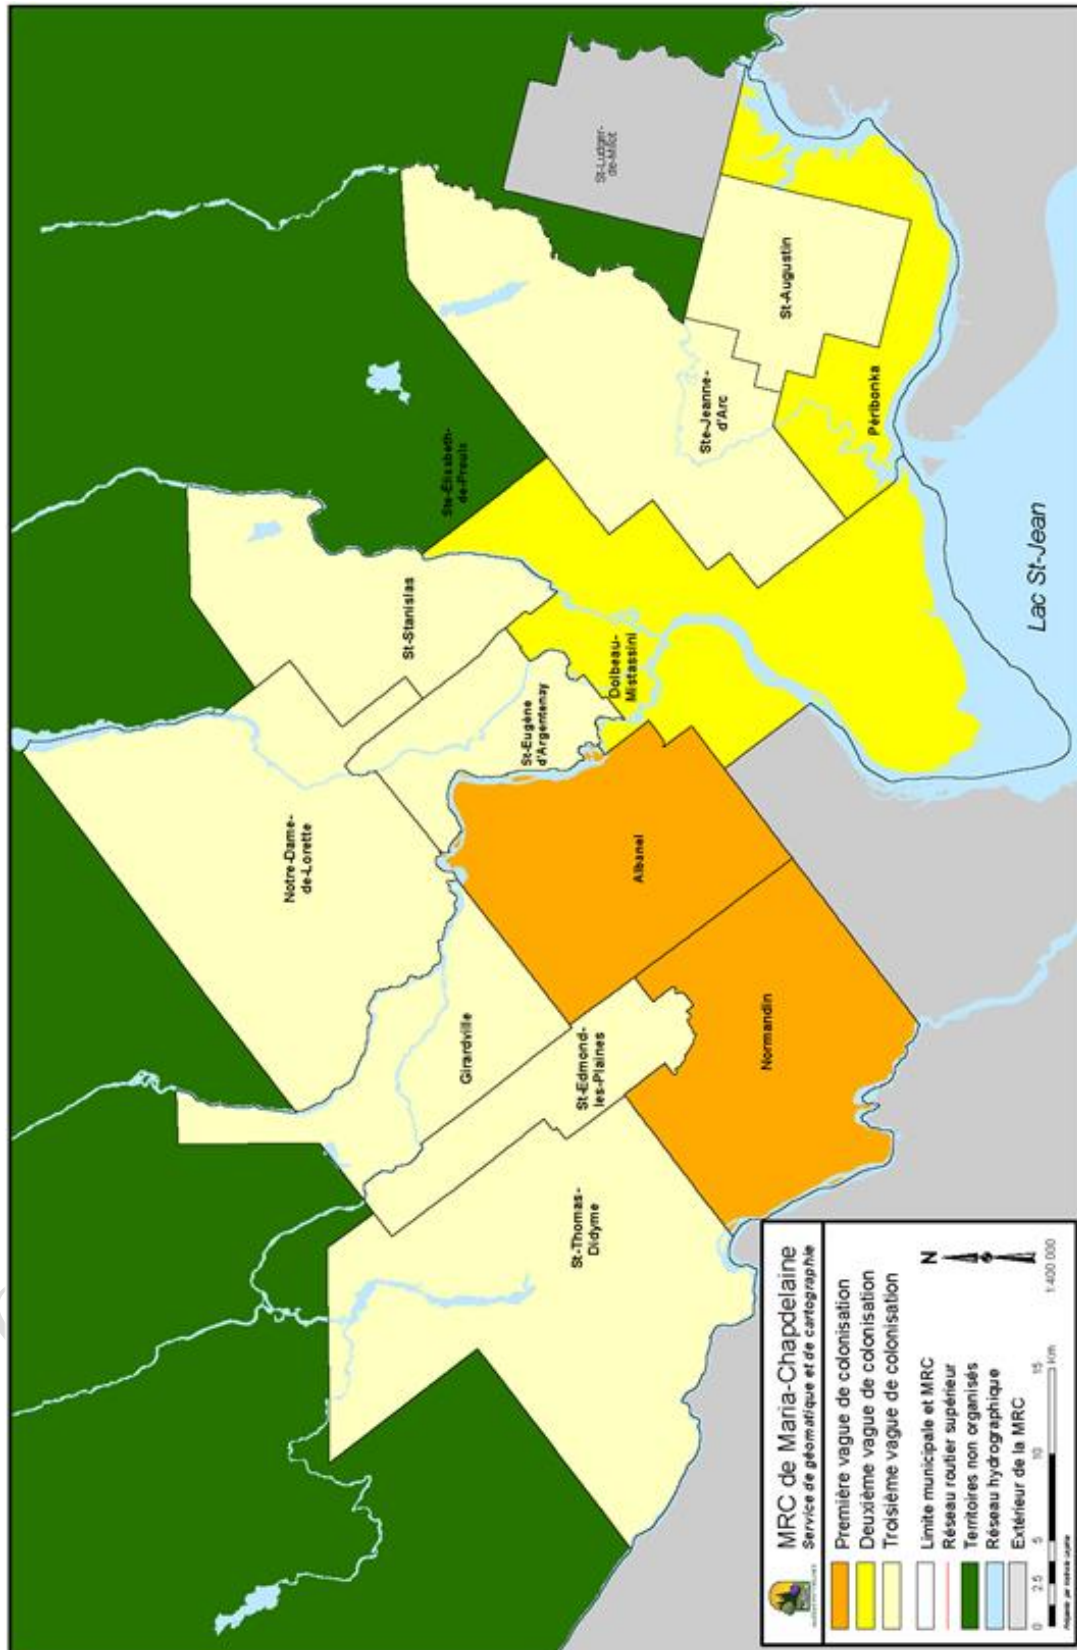 St-Ludger-
de-Milot
St-Augustin
Ste-Jeanne-
d'Arc
Péribonka
Ste-Elisabeth-
de-Proulx
St-Stanislas
Dolbeau-
Mistassini
St-Eugène
d'Argentenay
Notre-Dame-
de-Lorette
Albanel
Girardville
St-Edmond-
les-Plaines
Normandin
St-Thomas-
Didyme
Lac St-Jean
MRC de Maria-Chapdelaine
Service de géomatique et de cartographie
Première vague de colonisation
Deuxième vague de colonisation
Troisième vague de colonisation
Limite municipale et MRC
Réseau routier supérieur
Territoires non organisés
Réseau hydrographique
Extérieur de la MRC
N
0 2.5 5 10 15
Km
1:400 000